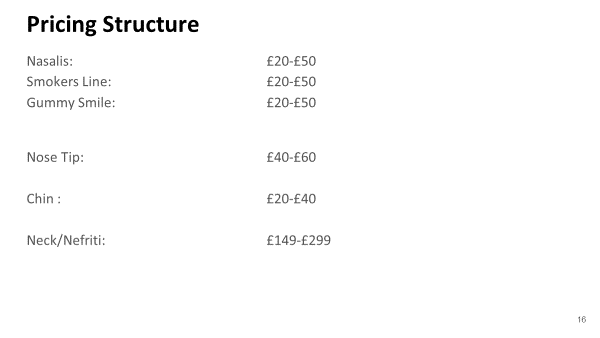 Pricing Structure
Nasalis: £20-£50
Smokers Line: £20-£50
Gummy Smile: £20-£50
Nose Tip: £40-£60
Chin : £20-£40
Neck/Nefriti: £149-£299
16